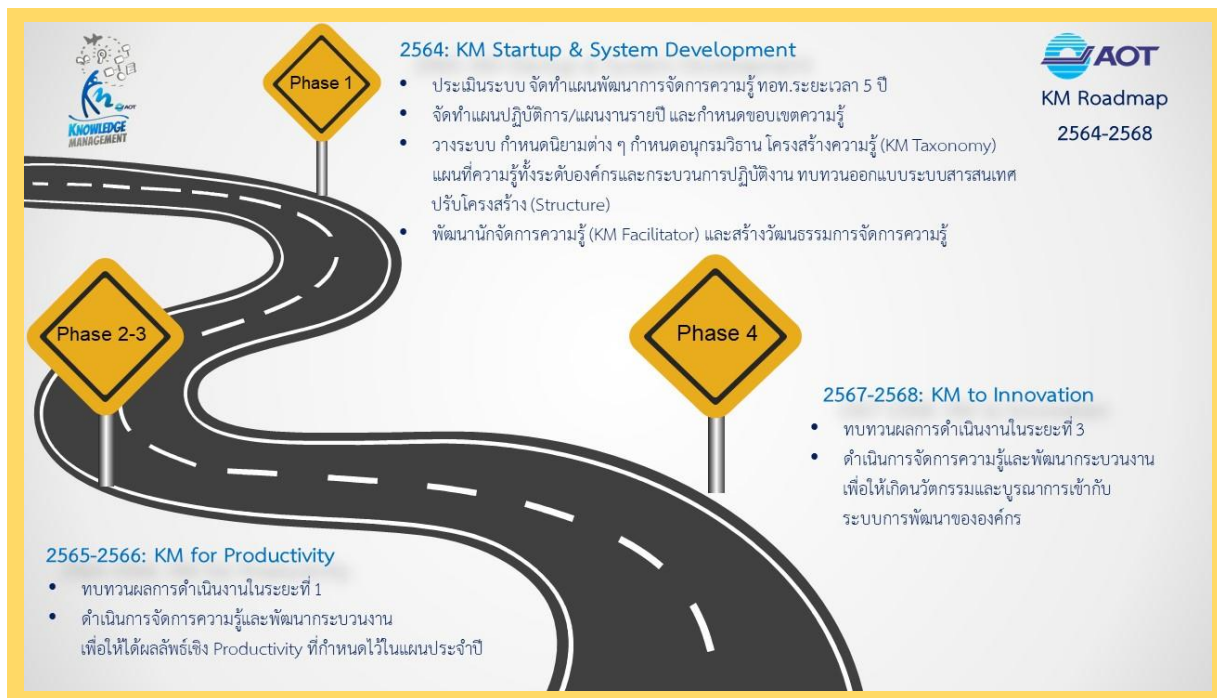 Phase 1
2564: KM Startup & System Development
• ประเมินระบบ จัดทำแผนพัฒนาการจัดการความรู้ ทอท.ระยะเวลา 5 ปี
• จัดทำแผนปฏิบัติการ/แผนงานรายปี และกำหนดขอบเขตความรู้
• วางระบบ กำหนดนิยามต่าง ๆ กำหนดอนุกรมวิธาน โครงสร้างความรู้ (KM Taxonomy)
แผนที่ความรู้ทั้งระดับองค์กรและกระบวนการปฏิบัติงาน ทบทวนออกแบบระบบสารสนเทศ
ปรับโครงสร้าง (Structure)
• พัฒนานักจัดการความรู้ (KM Facilitator) และสร้างวัฒนธรรมการจัดการความรู้
AOT
KM Roadmap
2564-2568
Km AOT
KNOWLEDGE
MANAGEMENT
Phase 2-3
2565-2566: KM for Productivity
• ทบทวนผลการดำเนินงานในระยะที่ 1
• ดำเนินการจัดการความรู้และพัฒนากระบวนงาน
เพื่อให้ได้ผลลัพธ์เชิง Productivity ที่กำหนดไว้ในแผนประจำปี
Phase 4
2567-2568: KM to Innovation
• ทบทวนผลการดำเนินงานในระยะที่ 3
• ดำเนินการจัดการความรู้และพัฒนากระบวนงาน
เพื่อให้เกิดนวัตกรรมและบูรณาการเข้ากับ
ระบบการพัฒนาขององค์กร